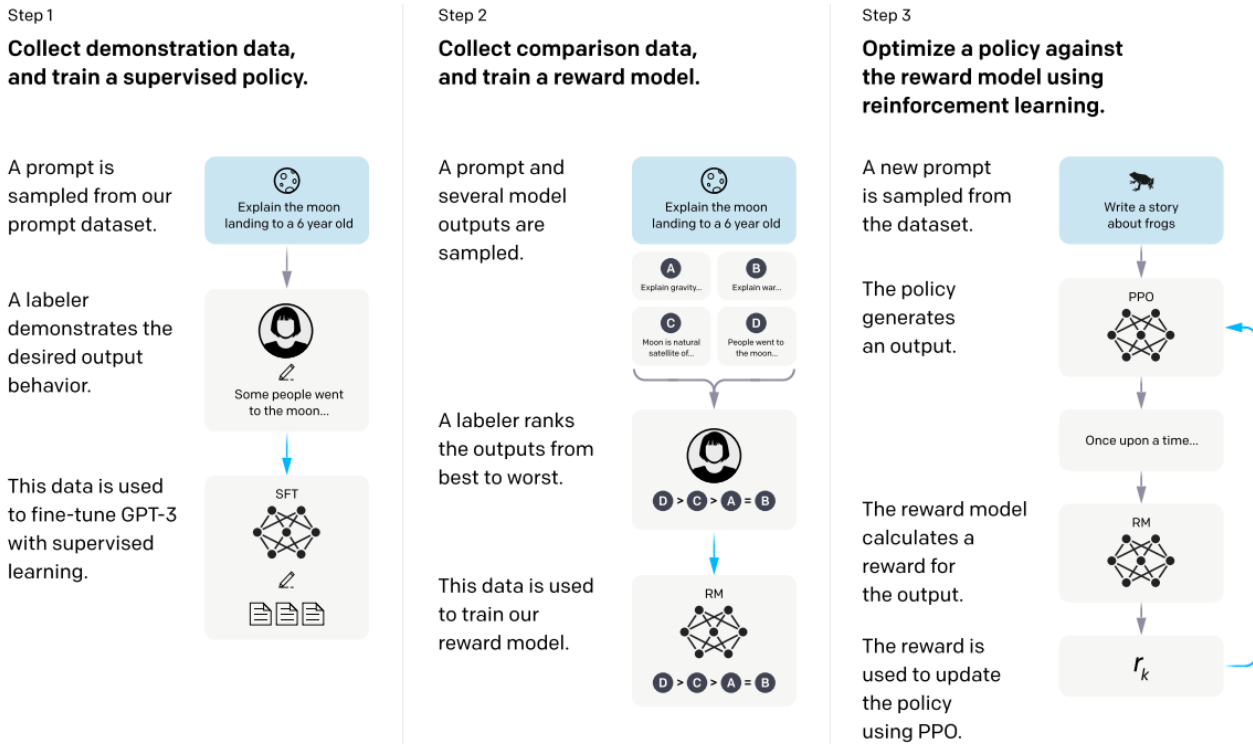 Step 1
Collect demonstration data,
and train a supervised policy.
A prompt is
sampled from our
prompt dataset.
Explain the moon
landing to a 6 year old
A labeler
demonstrates the
desired output
behavior.
Some people went
to the moon...
This data is used
to fine-tune GPT-3
with supervised
learning.
SFT
Step 2
Collect comparison data,
and train a reward model.
A prompt and
several model
outputs are
sampled.
Explain the moon
landing to a 6 year old
A
Explain gravity...
B
Explain war...
C
Moon is natural
satellite of...
D
People went to
the moon...
A labeler ranks
the outputs from
best to worst.
D > C > A = B
This data is used
to train our
reward model.
RM
D > C > A = B
Step 3
Optimize a policy against
the reward model using
reinforcement learning.
A new prompt
is sampled from
the dataset.
Write a story
about frogs
The policy
generates
an output.
PPO
Once upon a time...
The reward model
calculates a
reward for
the output.
RM
The reward is
used to update
the policy
using PPO.
r_k